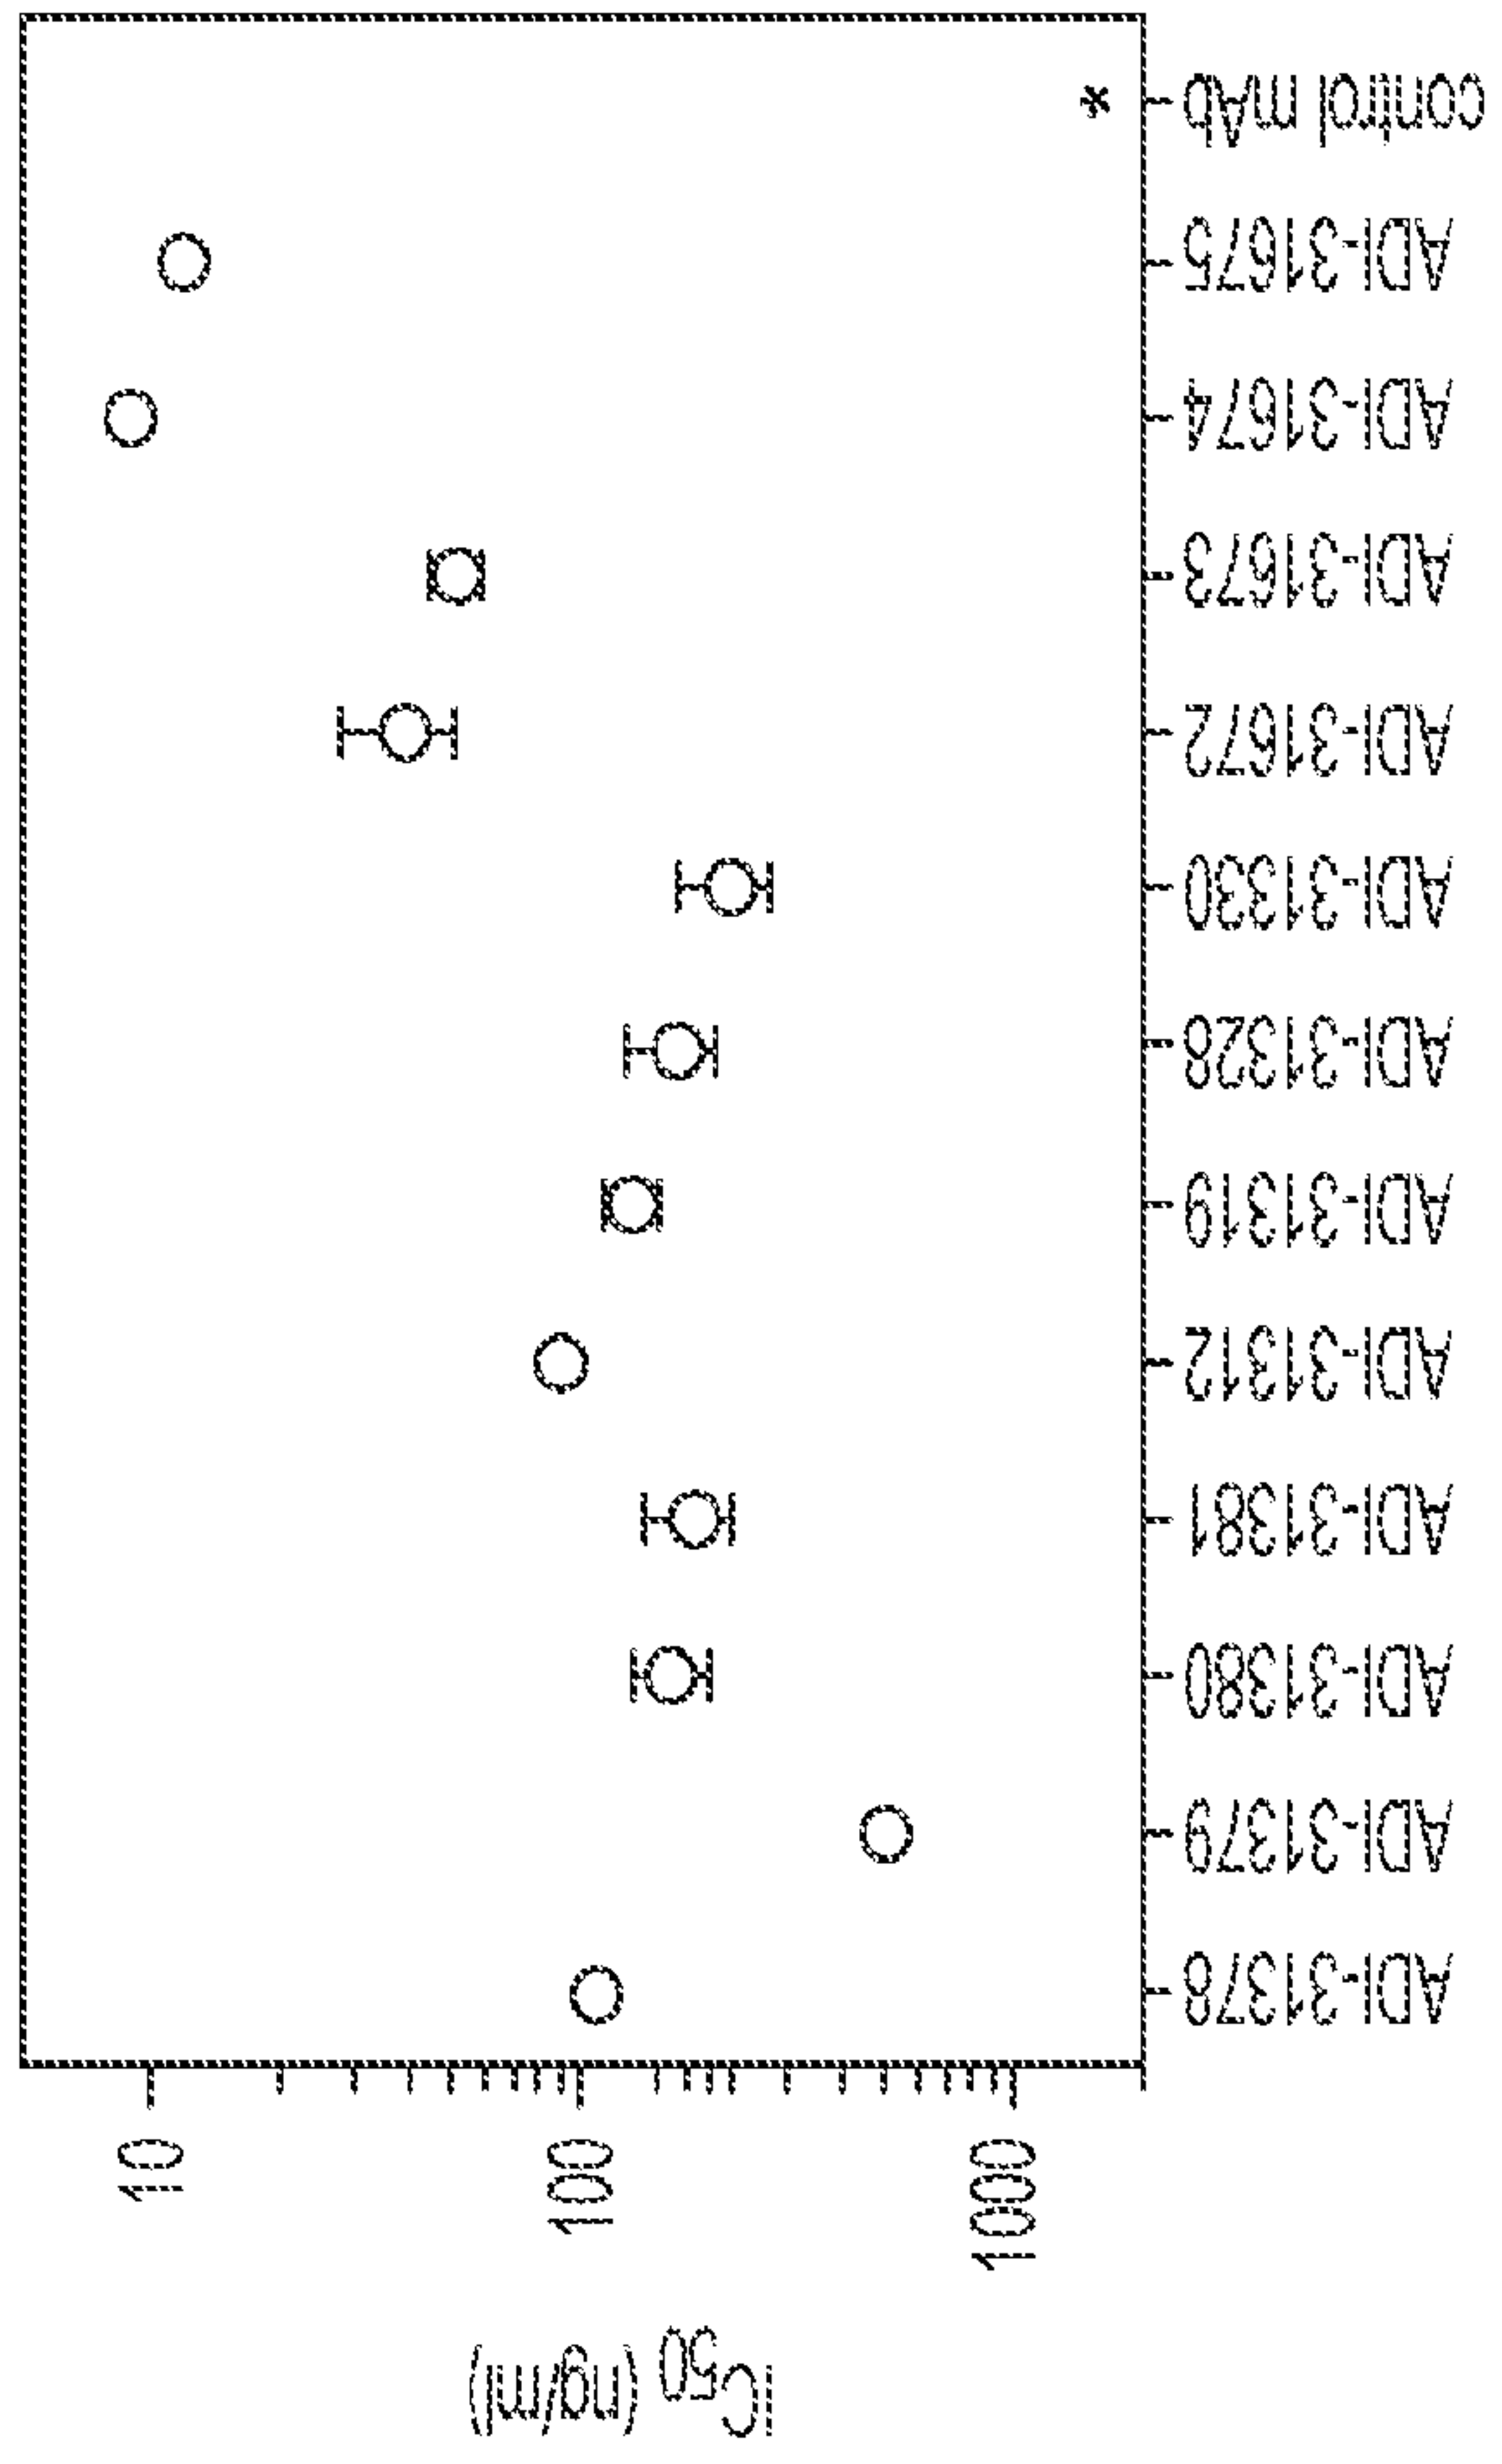 IC50 (ng/ml)
10
100
1000
ADI-31378
ADI-31379
ADI-31380
ADI-31381
ADI-31312
ADI-31319
ADI-31328
ADI-31330
ADI-31672
ADI-31673
ADI-31674
ADI-31675
control mAb
*